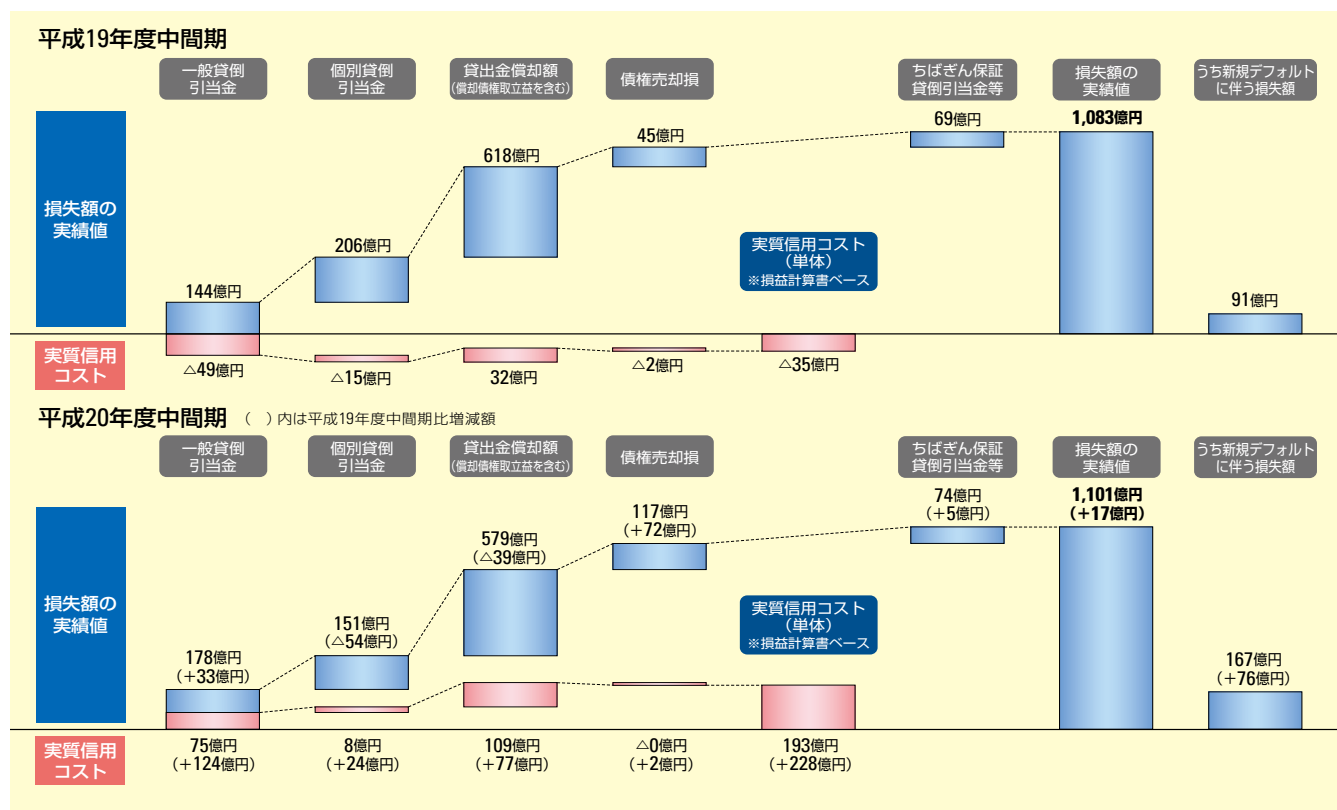 平成19年度中間期
一般貸倒
引当金
個別貸倒
引当金
貸出金償却額
(償却債権取立益を含む)
債権売却損
ちばぎん保証
貸倒引当金等
損失額の
実績値
うち新規デフォルト
に伴う損失額
損失額の
実績値
144億円
206億円
618億円
45億円
69億円
1,083億円
91億円
実質信用コスト
(単体)
※損益計算書ベース
実質信用
コスト
△49億円
△15億円
32億円
△2億円
△35億円
平成20年度中間期 ( )内は平成19年度中間期比増減額
一般貸倒
引当金
個別貸倒
引当金
貸出金償却額
(償却債権取立益を含む)
債権売却損
ちばぎん保証
貸倒引当金等
損失額の
実績値
うち新規デフォルト
に伴う損失額
損失額の
実績値
178億円
(+33億円)
151億円
(△54億円)
579億円
(△39億円)
117億円
(+72億円)
74億円
(+5億円)
1,101億円
(+17億円)
167億円
(+76億円)
実質信用コスト
(単体)
※損益計算書ベース
実質信用
コスト
75億円
(+124億円)
8億円
(+24億円)
109億円
(+77億円)
△0億円
(+2億円)
193億円
(+228億円)